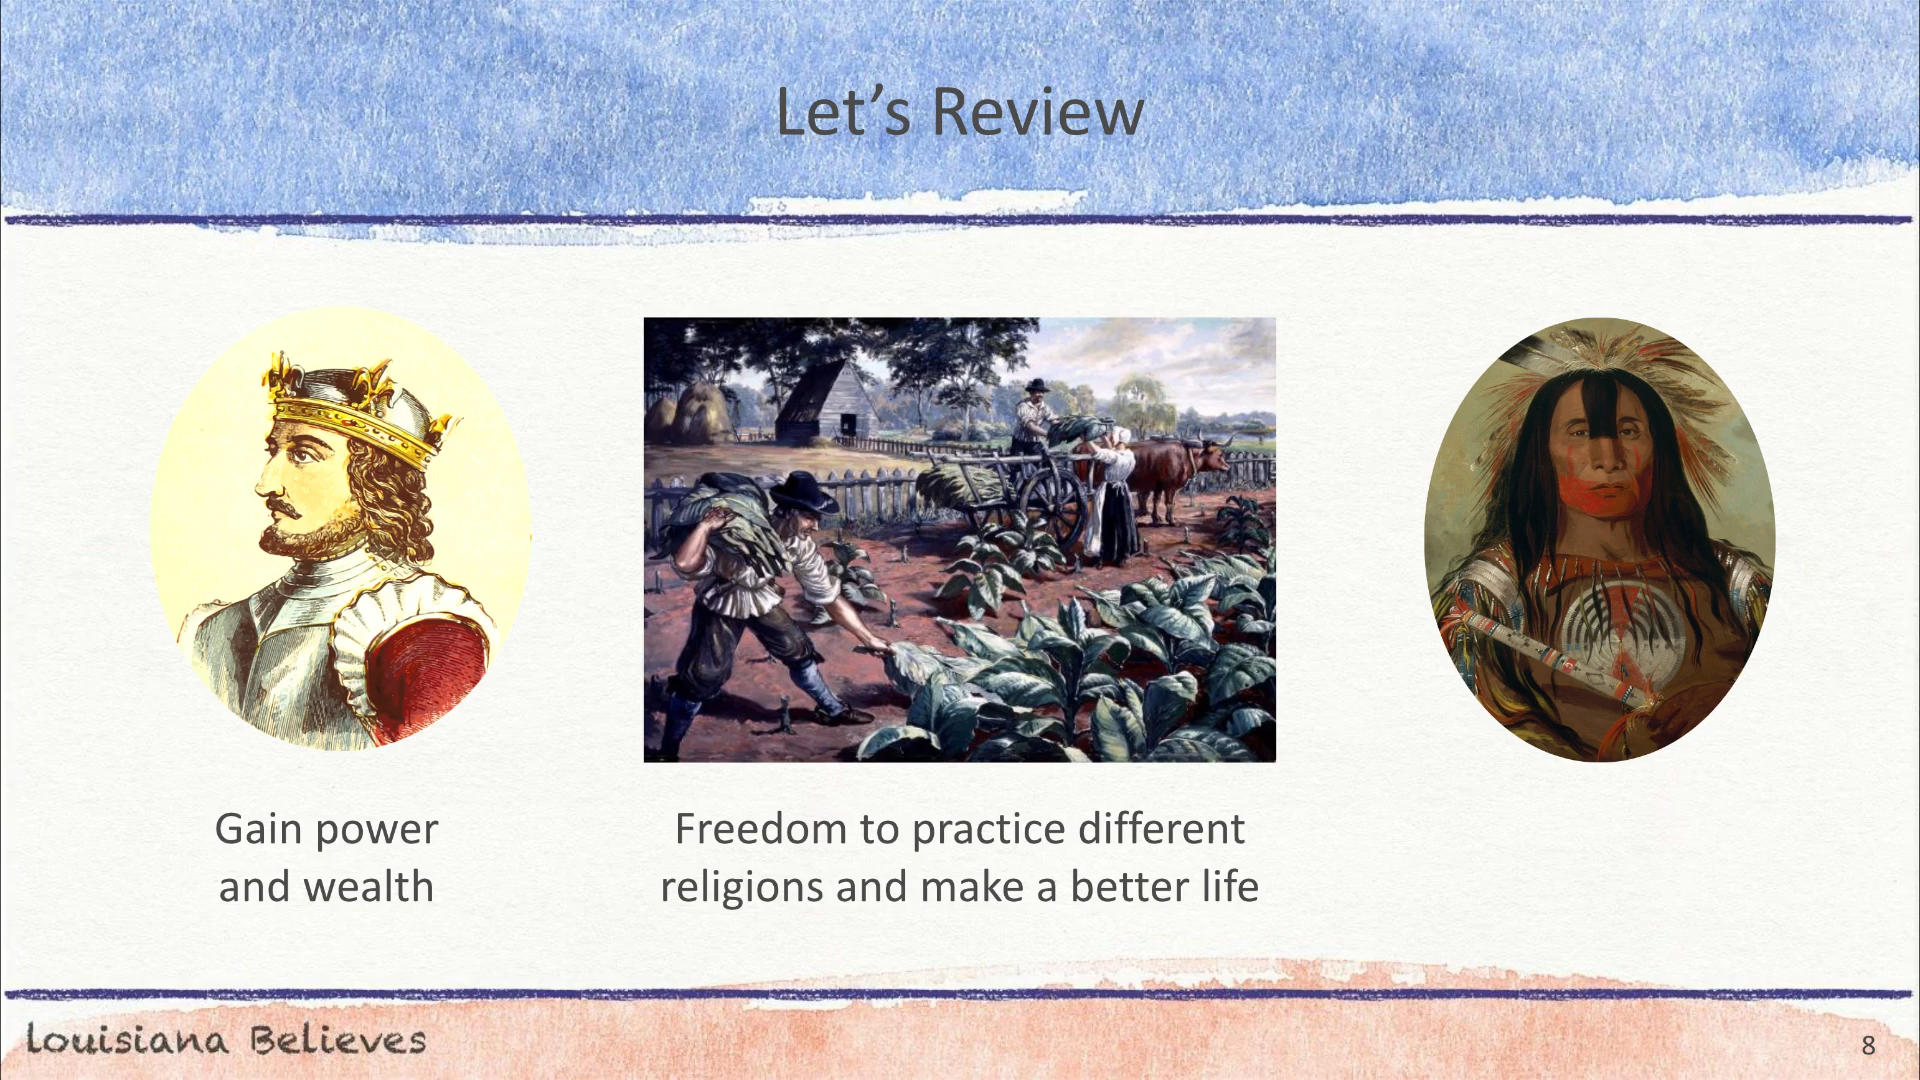 Let’s Review
Gain power
and wealth
Freedom to practice different
religions and make a better life
Louisiana Believes
8